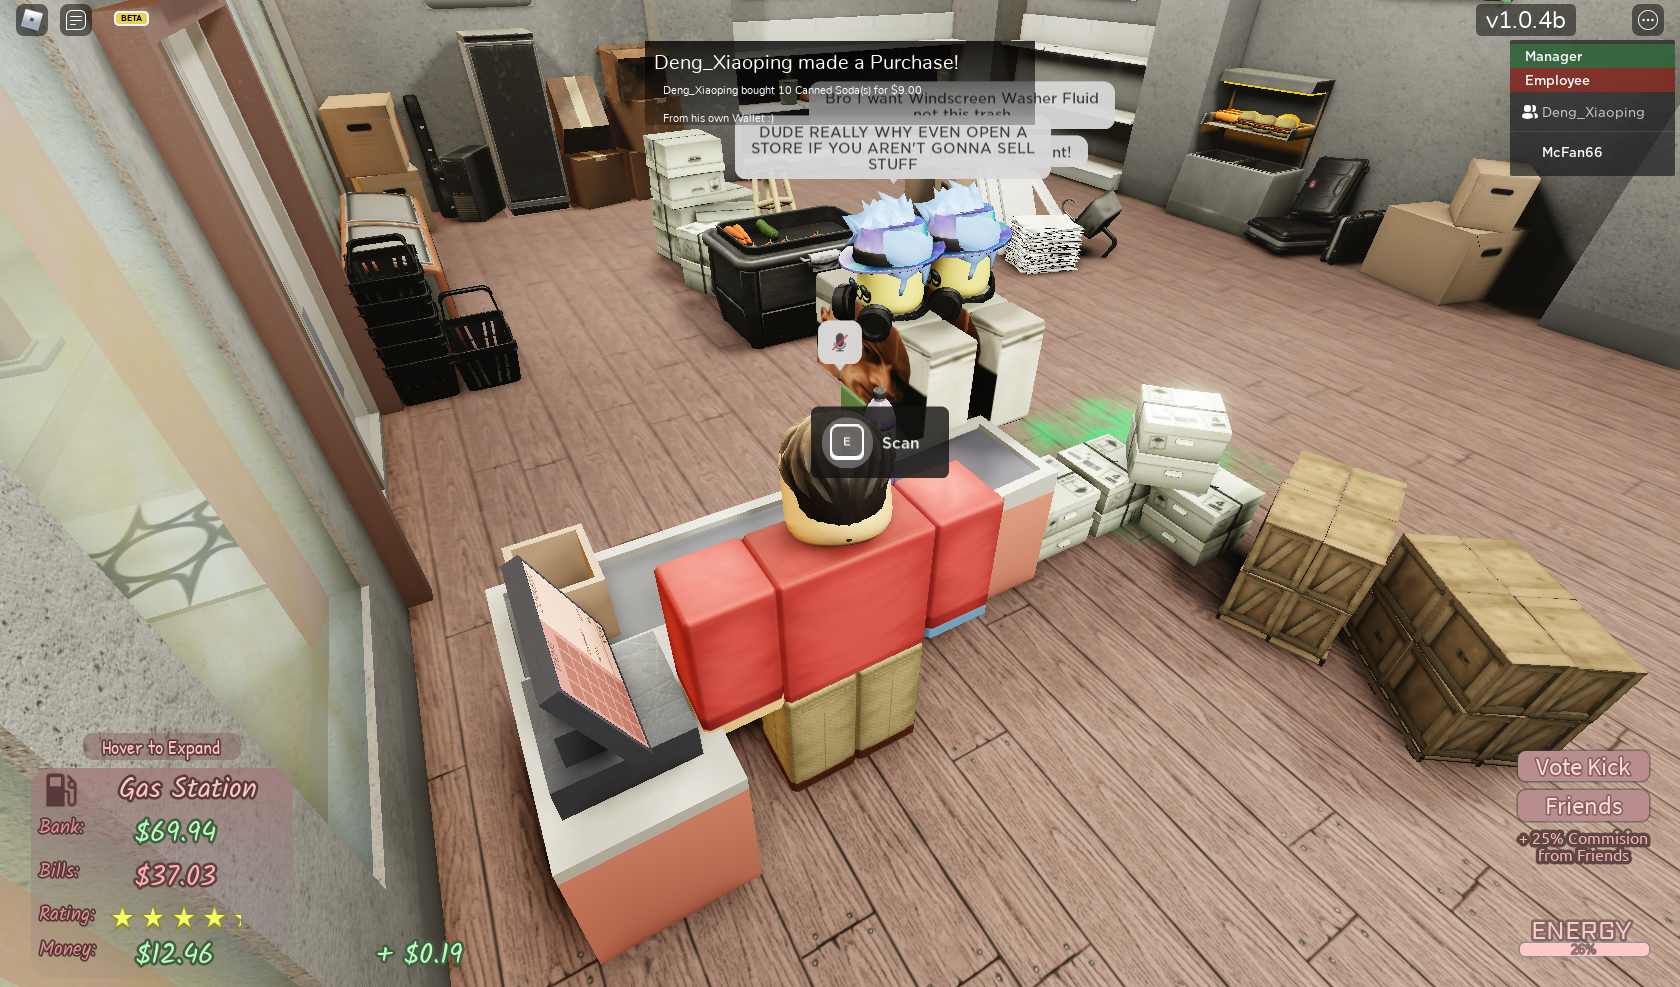 BETA
v1.0.4b
Manager
Employee
Deng_Xiaoping
McFan66
Deng_Xiaoping made a Purchase!
Deng_Xiaoping bought 10 Canned Soda(s) for $9.00
From his own Wallet :)
Bro I want Windscreen Washer Fluid
not this trash
DUDE REALLY WHY EVEN OPEN A
STORE IF YOU AREN'T GONNA SELL
STUFF
nt!
E
Scan
Hover to Expand
Gas Station
Bank: $69.94
Bills: $37.03
Rating:
Money: $12.46
+ $0.19
Vote Kick
Friends
+25% Commision
from Friends
ENERGY
26%